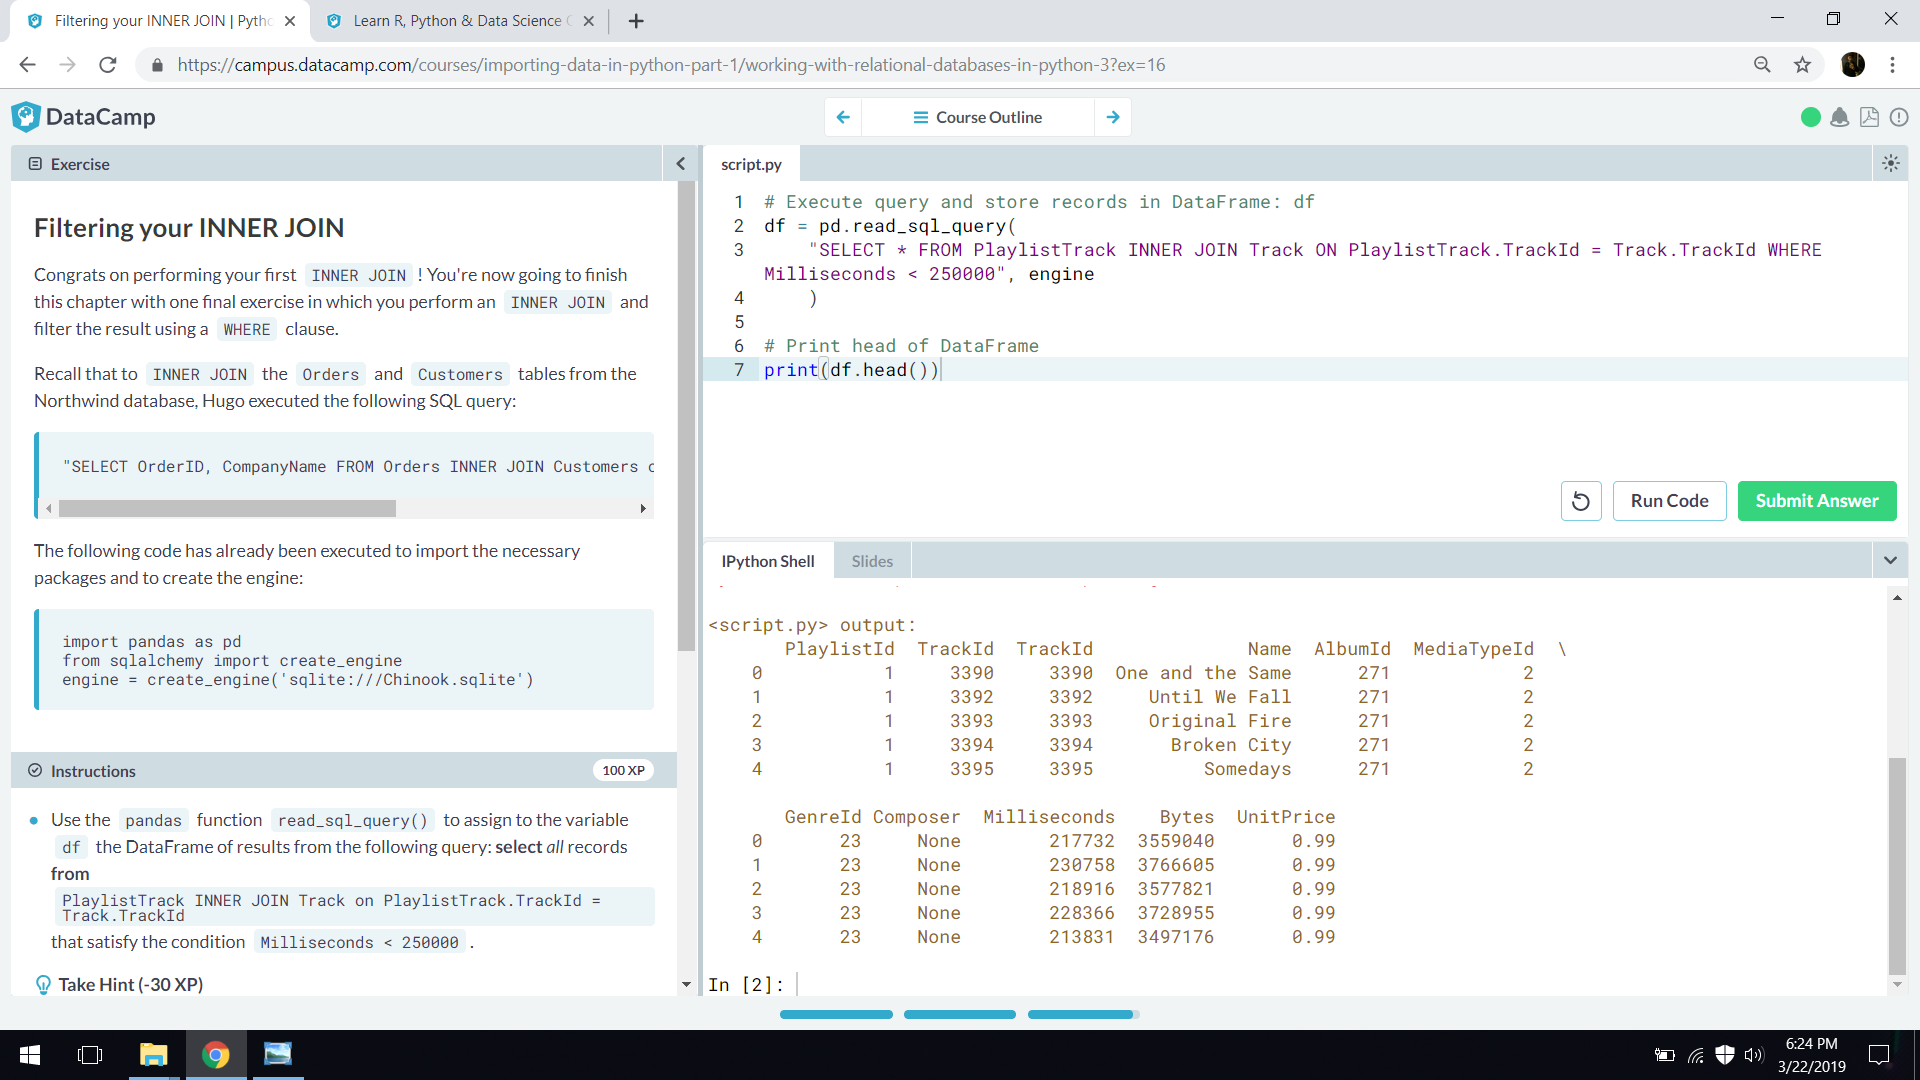 Filtering your INNER JOIN | Pytho
Learn R, Python & Data Science
https://campus.datacamp.com/courses/importing-data-in-python-part-1/working-with-relational-databases-in-python-3?ex=16
DataCamp
Course Outline
Exercise
Filtering your INNER JOIN
Congrats on performing your first INNER JOIN ! You're now going to finish
this chapter with one final exercise in which you perform an INNER JOIN and
filter the result using a WHERE clause.
Recall that to INNER JOIN the Orders and Customers tables from the
Northwind database, Hugo executed the following SQL query:
"SELECT OrderID, CompanyName FROM Orders INNER JOIN Customers o
The following code has already been executed to import the necessary
packages and to create the engine:
import pandas as pd
from sqlalchemy import create_engine
engine = create_engine('sqlite:///Chinook.sqlite')
Instructions
100 XP
Use the pandas function read_sql_query() to assign to the variable
df the DataFrame of results from the following query: select all records
from
PlaylistTrack INNER JOIN Track on PlaylistTrack.TrackId =
Track.TrackId
that satisfy the condition Milliseconds < 250000 .
Take Hint (-30 XP)
script.py
1 # Execute query and store records in DataFrame: df
2 df = pd.read_sql_query(
3 "SELECT * FROM PlaylistTrack INNER JOIN Track ON PlaylistTrack.TrackId = Track.TrackId WHERE
Milliseconds < 250000", engine
4 )
5
6 # Print head of DataFrame
7 print(df.head())
Run Code
Submit Answer
IPython Shell
Slides
<script.py> output:
PlaylistId TrackId TrackId Name AlbumId MediaTypeId \
0 1 3390 3390 One and the Same 271 2
1 1 3392 3392 Until We Fall 271 2
2 1 3393 3393 Original Fire 271 2
3 1 3394 3394 Broken City 271 2
4 1 3395 3395 Somedays 271 2
GenreId Composer Milliseconds Bytes UnitPrice
0 23 None 217732 3559040 0.99
1 23 None 230758 3766605 0.99
2 23 None 218916 3577821 0.99
3 23 None 228366 3728955 0.99
4 23 None 213831 3497176 0.99
In [2]:
6:24 PM
3/22/2019